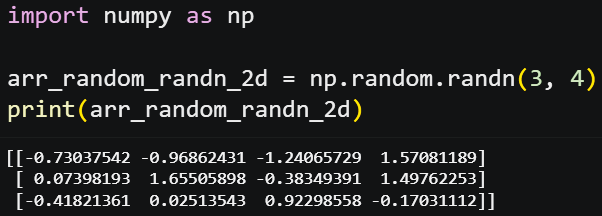 import numpy as np
arr_random_randn_2d = np.random.randn(3, 4)
print(arr_random_randn_2d)
[[-0.73037542 -0.96862431 -1.24065729  1.57081189]
 [ 0.07398193  1.65505898 -0.38349391  1.49762253]
 [-0.41821361  0.02513543  0.92298558 -0.17031112]]